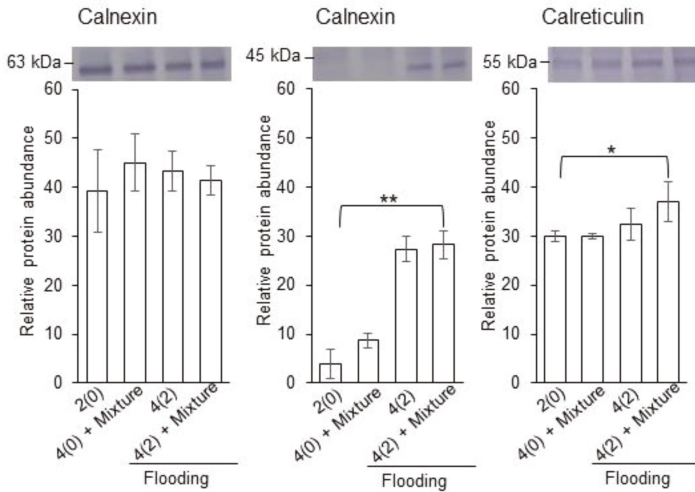 Calnexin
63 kDa
60
50
40
30
20
10
0
Relative protein abundance
2(0)
4(0) + Mixture
4(2)
4(2) + Mixture
Flooding
Calnexin
45 kDa
60
50
40
30
20
10
0
Relative protein abundance
**
2(0)
4(0) + Mixture
4(2)
4(2) + Mixture
Flooding
Calreticulin
55 kDa
60
50
40
30
20
10
0
Relative protein abundance
*
2(0)
4(0) + Mixture
4(2)
4(2) + Mixture
Flooding